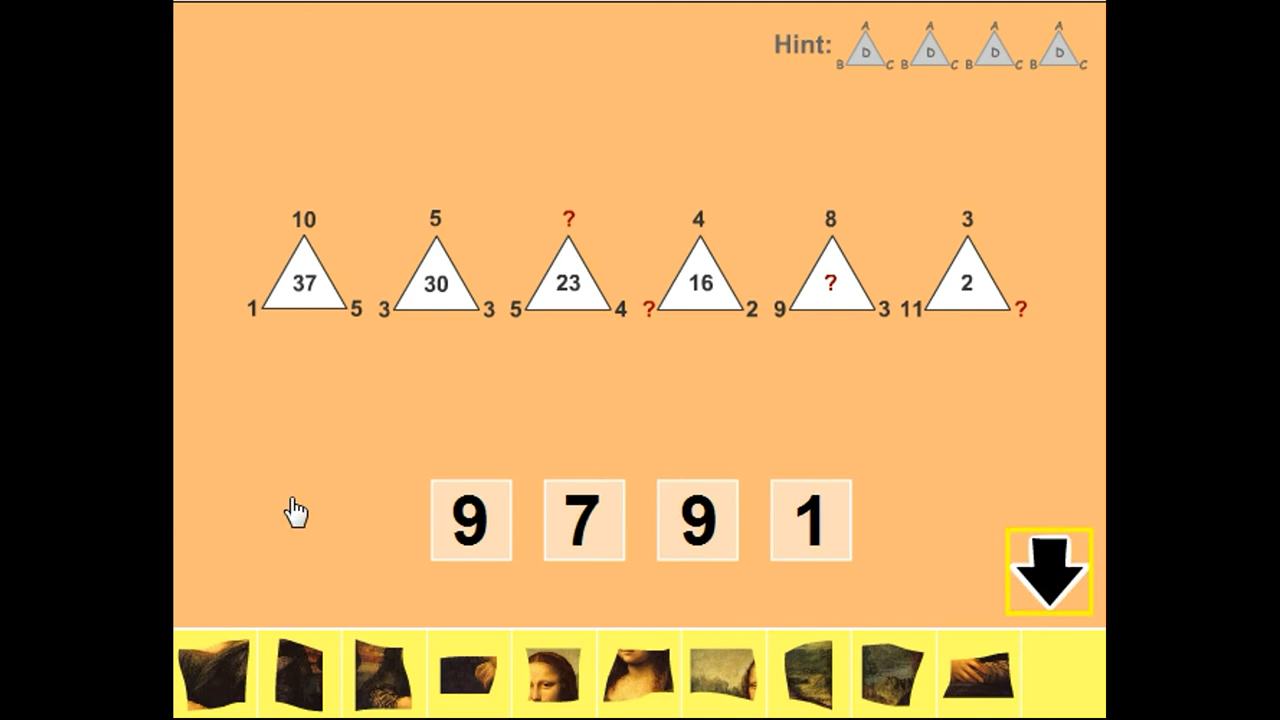 Hint:
A A A A
D D D D
B C B C B C B C
10 5 ? 4 8 3
37 30 23 16 ? 2
1 5 3 3 5 4 ? 2 9 3 11 ?
9 7 9 1